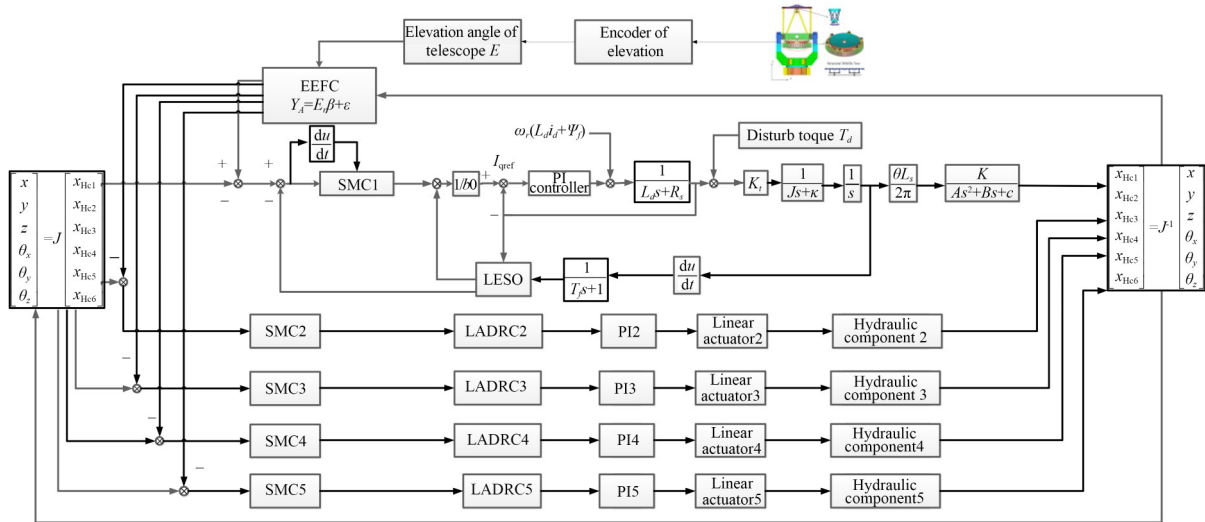 Elevation angle of
telescope E
Encoder of
elevation
EEFC
Y_A=E_rβ+ε
du
dt
ω_r(L_d i_d+Ψ_f)
Disturb toque T_d
I_qref
+
+
+
−
−
−
SMC1
1/b0
PI
controller
1
L_d s+R_s
K_t
1
Js+κ
1
s
θL_s
2π
K
As²+Bs+c
LESO
1
T_f s+1
du
dt
x
y
z
θ_x
θ_y
θ_z
=J
x_Hc1
x_Hc2
x_Hc3
x_Hc4
x_Hc5
x_Hc6
x_Hc1
x_Hc2
x_Hc3
x_Hc4
x_Hc5
x_Hc6
=J⁻¹
x
y
z
θ_x
θ_y
θ_z
−
SMC2
LADRC2
PI2
Linear
actuator2
Hydraulic
component 2
−
SMC3
LADRC3
PI3
Linear
actuator3
Hydraulic
component 3
−
SMC4
LADRC4
PI4
Linear
actuator4
Hydraulic
component4
−
SMC5
LADRC5
PI5
Linear
actuator5
Hydraulic
component5